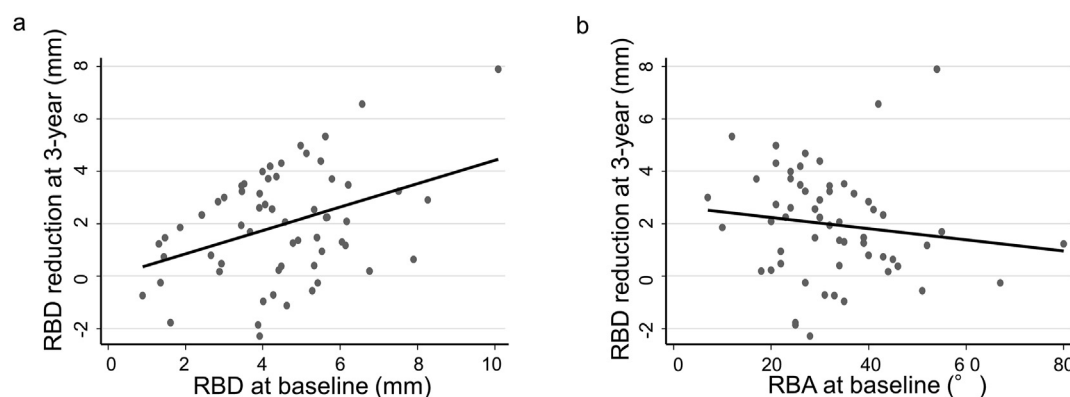 a
RBD reduction at 3-year (mm)
8
6
4
2
0
-2
0 2 4 6 8 10
RBD at baseline (mm)
b
RBD reduction at 3-year (mm)
8
6
4
2
0
-2
0 20 40 6 0 80
RBA at baseline (° )